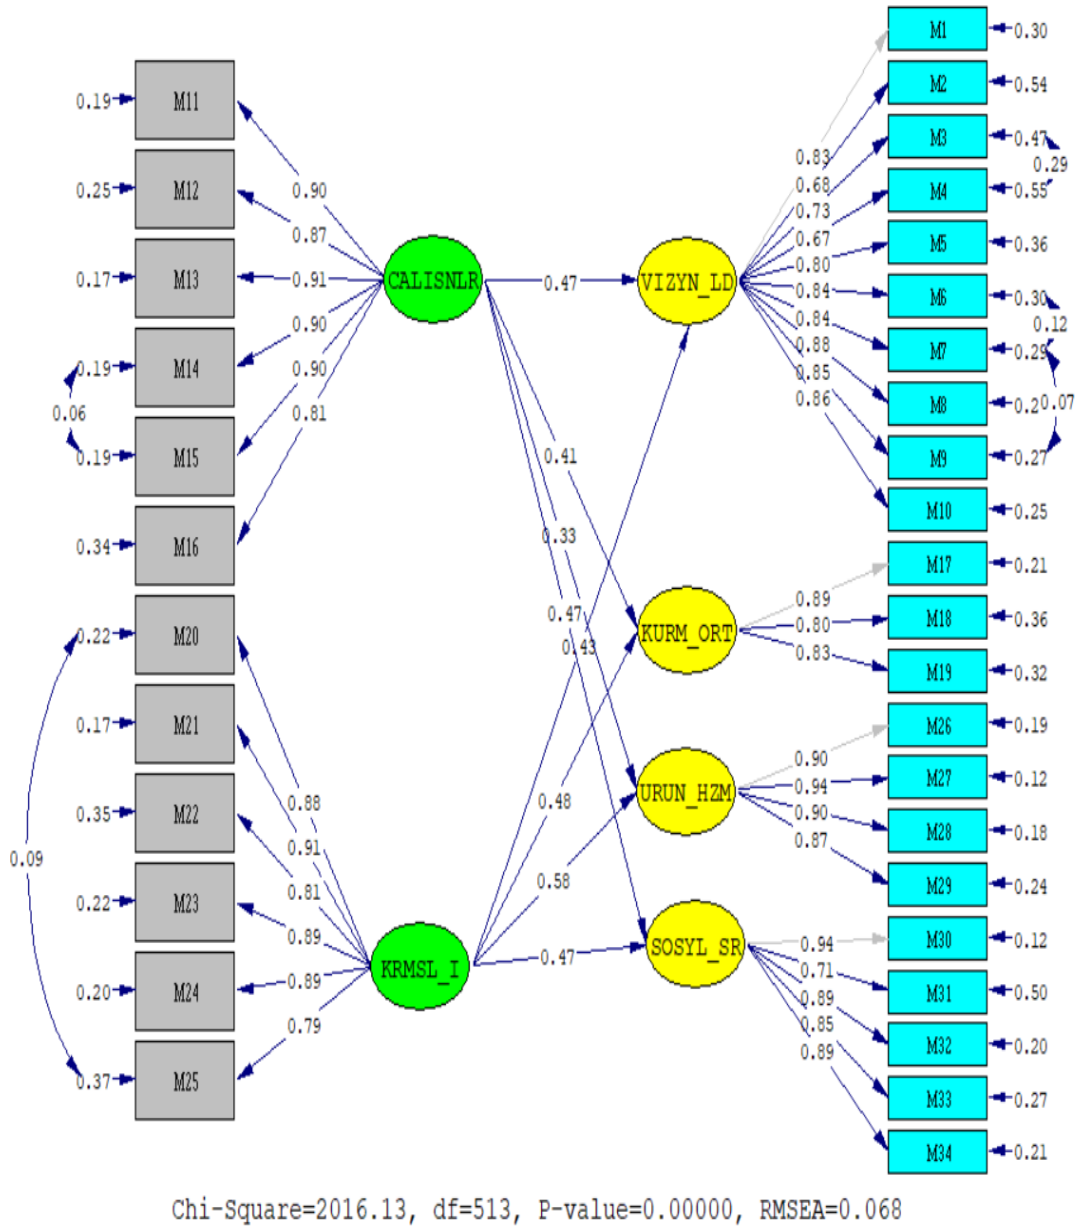 M1 0.30
M2 0.54
M3 0.47
0.29
M4 0.55
M5 0.36
M6 0.30
0.12
M7 0.29
M8 0.2
0.07
M9 0.27
M10 0.25
M17 0.21
M18 0.36
M19 0.32
M26 0.19
M27 0.12
M28 0.18
M29 0.24
M30 0.12
M31 0.50
M32 0.20
M33 0.27
M34 0.21
0.19 M11
0.25 M12
0.17 M13
0.19 M14
0.06
0.19 M15
0.34 M16
0.22 M20
0.17 M21
0.35 M22
0.09
0.22 M23
0.20 M24
0.37 M25
0.90
0.87
0.91
0.90
0.90
0.81
CALISNLR
0.88
0.91
0.81
0.89
0.89
0.79
KRMSL_I
0.47
0.41
0.33
0.47
0.43
0.48
0.58
0.47
VIZYN_LD
0.83
0.68
0.73
0.67
0.80
0.84
0.84
0.88
0.85
0.86
KURM_ORT
0.89
0.80
0.83
URUN_HZM
0.90
0.94
0.90
0.87
SOSYL_SR
0.94
0.71
0.89
0.85
0.89
Chi-Square=2016.13, df=513, P-value=0.00000, RMSEA=0.068